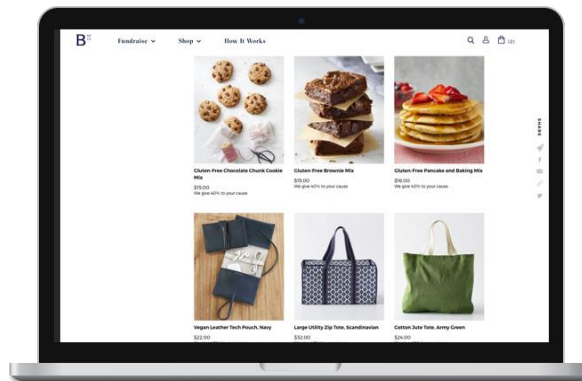 B
Fundraise
Shop
How It Works
(2)
SHARE
Gluten-Free Chocolate Chunk Cookie
Mix
$15.00
We give 40% to your cause
Gluten-Free Brownie Mix
$15.00
We give 40% to your cause
Gluten-Free Pancake and Baking Mix
$16.00
We give 40% to your cause
Vegan Leather Tech Pouch, Navy
$22.00
Large Utility Zip Tote, Scandinavian
$32.00
Cotton Jute Tote, Army Green
$24.00